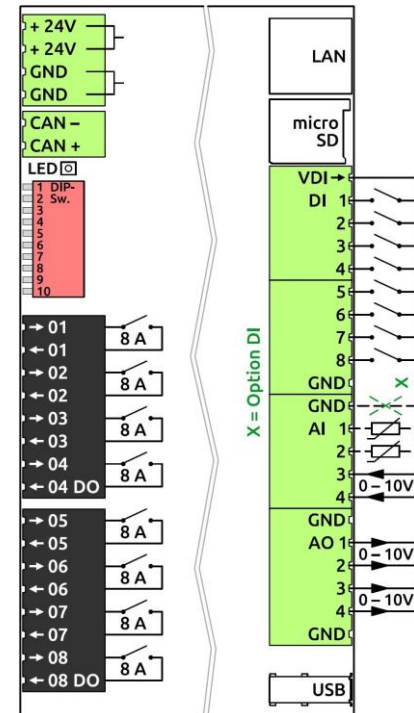 + 24V
+ 24V
GND
GND
CAN –
CAN +
LED
1 DIP-
2 Sw.
3
4
5
6
7
8
9
10
→ 01
← 01
8 A
→ 02
← 02
8 A
→ 03
← 03
8 A
→ 04
← 04 DO
8 A
→ 05
← 05
8 A
→ 06
← 06
8 A
→ 07
← 07
8 A
→ 08
← 08 DO
8 A
X = Option DI
LAN
micro
SD
VDI →
DI 1
2
3
4
5
6
7
8
GND
X
GND
AI 1
2
3
0 – 10V
4
GND
AO 1
0 – 10V
2
3
0 – 10V
4
GND
USB